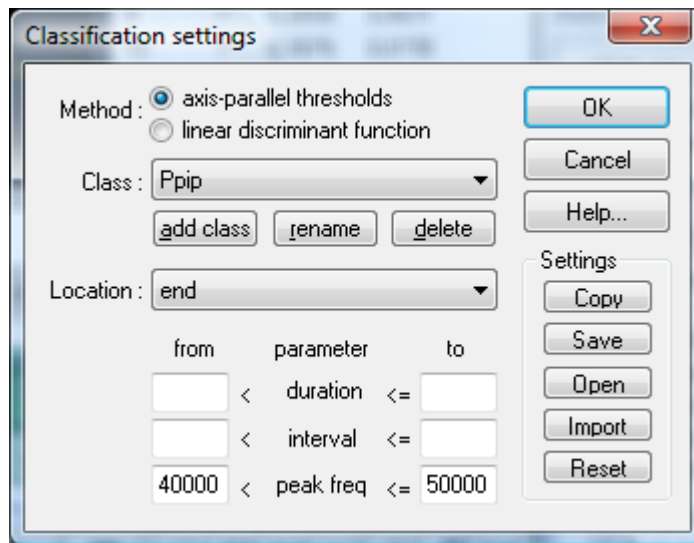 Classification settings
Method : axis-parallel thresholds
linear discriminant function
Class : Ppip
add class rename delete
Location : end
from parameter to
< duration <=
< interval <=
40000 < peak freq <= 50000
OK
Cancel
Help...
Settings
Copy
Save
Open
Import
Reset